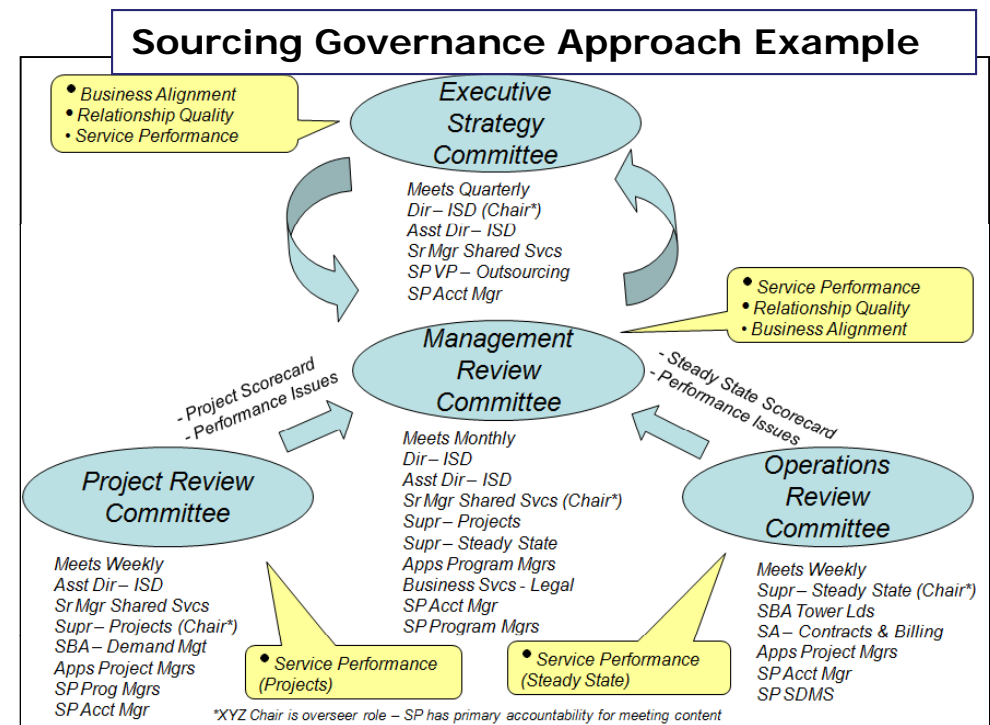 Sourcing Governance Approach Example
• Business Alignment
• Relationship Quality
• Service Performance
Executive
Strategy
Committee
Meets Quarterly
Dir – ISD (Chair*)
Asst Dir – ISD
Sr Mgr Shared Svcs
SP VP – Outsourcing
SP Acct Mgr
• Service Performance
• Relationship Quality
• Business Alignment
Management
Review
Committee
- Project Scorecard
- Performance Issues
- Steady State Scorecard
- Performance Issues
Meets Monthly
Dir – ISD
Asst Dir – ISD
Sr Mgr Shared Svcs (Chair*)
Supr – Projects
Supr – Steady State
Apps Program Mgrs
Business Svcs - Legal
SP Acct Mgr
SP Program Mgrs
Project Review
Committee
Meets Weekly
Asst Dir – ISD
Sr Mgr Shared Svcs
Supr – Projects (Chair*)
SBA – Demand Mgt
Apps Project Mgrs
SP Prog Mgrs
SP Acct Mgr
Operations
Review
Committee
Meets Weekly
Supr – Steady State (Chair*)
SBA Tower Lds
SA – Contracts & Billing
Apps Project Mgrs
SP Acct Mgr
SP SDMS
• Service Performance
(Projects)
• Service Performance
(Steady State)
*XYZ Chair is overseer role – SP has primary accountability for meeting content